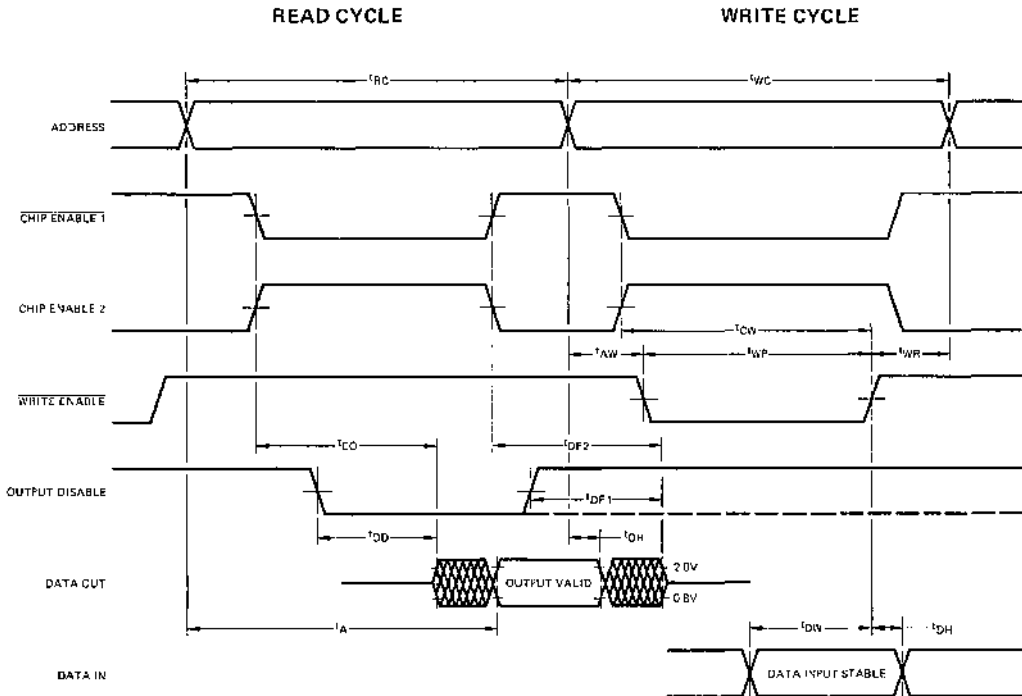 READ CYCLE WRITE CYCLE
tRC tWC
ADDRESS
CHIP ENABLE 1
CHIP ENABLE 2
tCW
tAW tWP tWR
WRITE ENABLE
tEO tDF2
OUTPUT DISABLE
tDF1
tOD tOH
DATA OUT OUTPUT VALID 2.0V
0.8V
tA
tDW tDH
DATA IN DATA INPUT STABLE